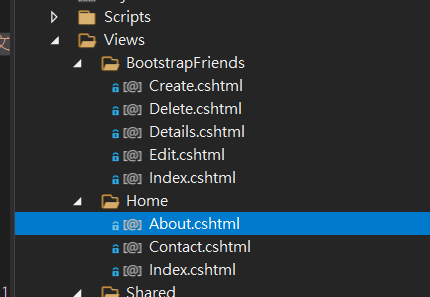 Scripts
Views
BootstrapFriends
[@] Create.cshtml
[@] Delete.cshtml
[@] Details.cshtml
[@] Edit.cshtml
[@] Index.cshtml
Home
[@] About.cshtml
[@] Contact.cshtml
[@] Index.cshtml
Shared
1